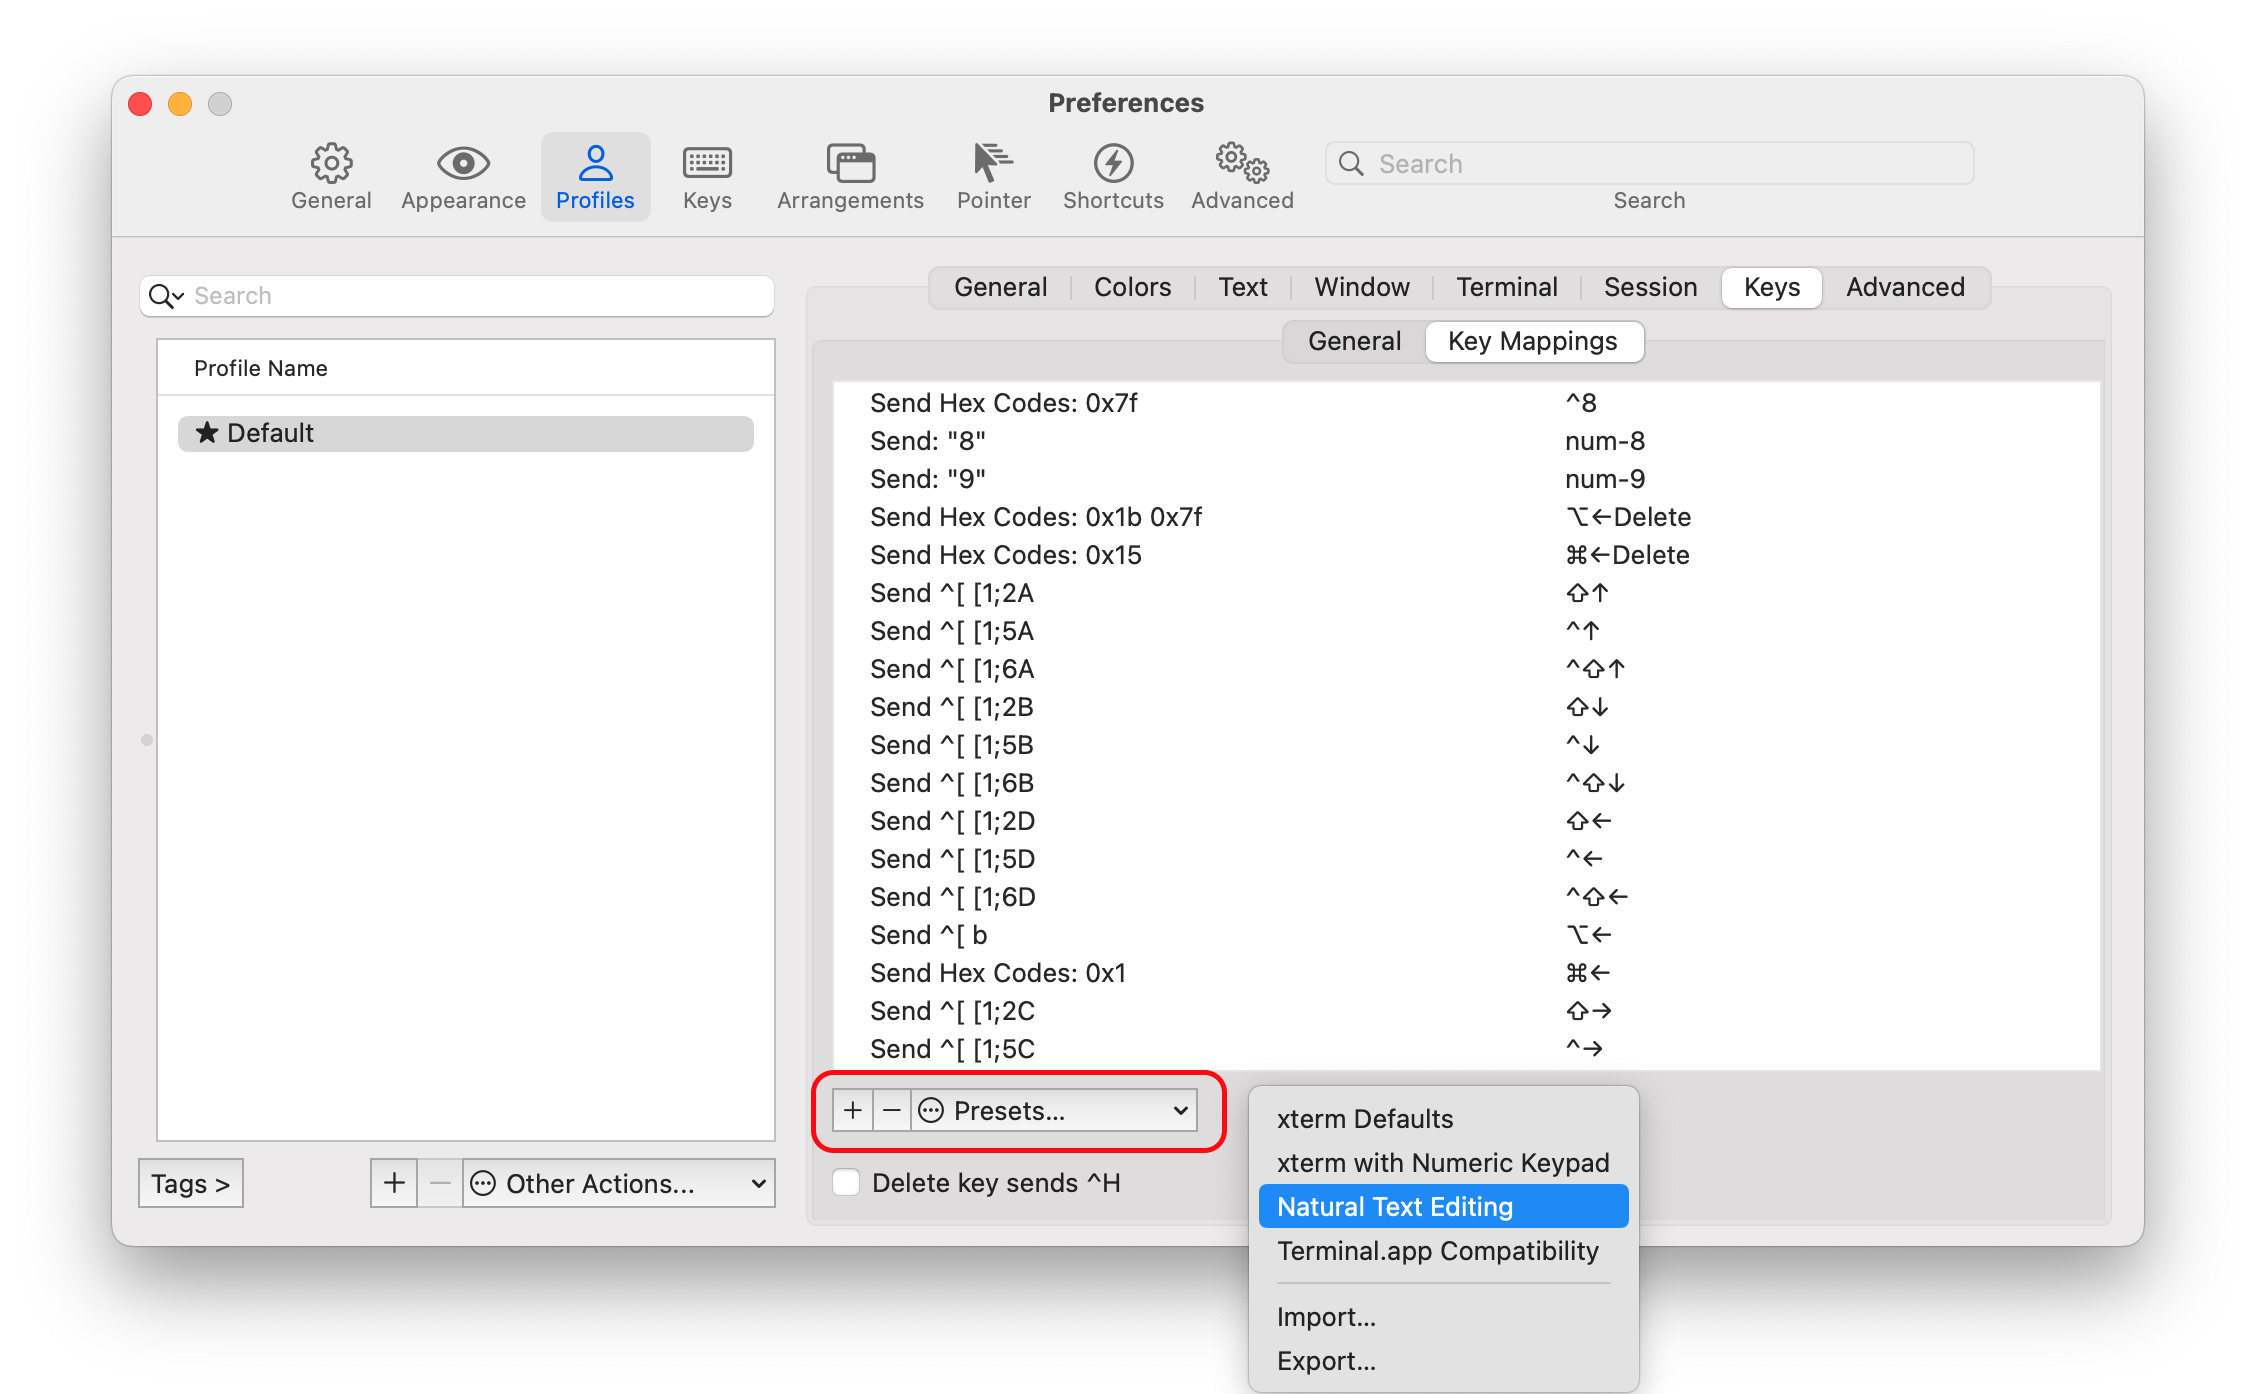 Preferences
General Appearance Profiles Keys Arrangements Pointer Shortcuts Advanced Search
Search
Search
Profile Name
★ Default
Tags >
+ − Other Actions...
General Colors Text Window Terminal Session Keys Advanced
General Key Mappings
Send Hex Codes: 0x7f ^8
Send: "8" num-8
Send: "9" num-9
Send Hex Codes: 0x1b 0x7f ⌥←Delete
Send Hex Codes: 0x15 ⌘←Delete
Send ^[ [1;2A ⇧↑
Send ^[ [1;5A ^↑
Send ^[ [1;6A ^⇧↑
Send ^[ [1;2B ⇧↓
Send ^[ [1;5B ^↓
Send ^[ [1;6B ^⇧↓
Send ^[ [1;2D ⇧←
Send ^[ [1;5D ^←
Send ^[ [1;6D ^⇧←
Send ^[ b ⌥←
Send Hex Codes: 0x1 ⌘←
Send ^[ [1;2C ⇧→
Send ^[ [1;5C ^→
+ − Presets...
Delete key sends ^H
xterm Defaults
xterm with Numeric Keypad
Natural Text Editing
Terminal.app Compatibility
Import...
Export...